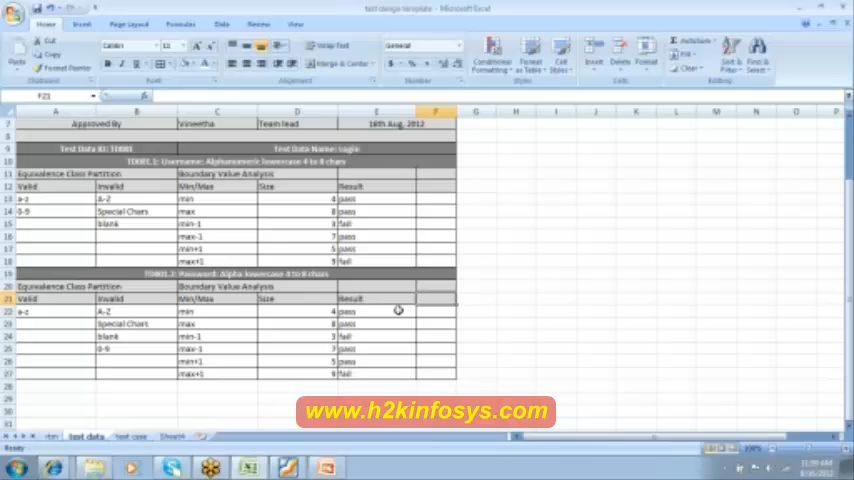 test design template - Microsoft Excel
Home Insert Page Layout Formulas Data Review View
Cut
Copy
Paste Format Painter
Calibri 11
Wrap Text
Merge & Center
General
Conditional Formatting Format as Table Cell Styles
Insert Delete Format
AutoSum
Fill
Clear
Sort & Filter Find & Select
Clipboard Font Alignment Number Styles Cells Editing
F21
A B C D E F G H I J K L M N O P
7 Approved By Vineetha Team lead 16th Aug, 2012
8
9 Test Data ID: TD001 Test Data Name: Login
10 TD001.1: Username: Alphanumeric lowercase 4 to 8 chars
11 Equivalence Class Partition Boundary Value Analysis
12 Valid Invalid Min/Max Size Result
13 a-z A-Z min 4 pass
14 0-9 Special Chars max 8 pass
15 blank min-1 3 fail
16 max-1 7 pass
17 min+1 5 pass
18 max+1 9 fail
19 TD001.2: Password: Alpha lowercase 4 to 8 chars
20 Equivalence Class Partition Boundary Value Analysis
21 Valid Invalid Min/Max Size Result
22 a-z A-Z min 4 pass
23 Special Chars max 8 pass
24 blank min-1 3 fail
25 0-9 max-1 7 pass
26 min+1 5 pass
27 max+1 9 fail
28
29
30
31
www.h2kinfosys.com
rtm test data test case Sheet4
Ready 100%